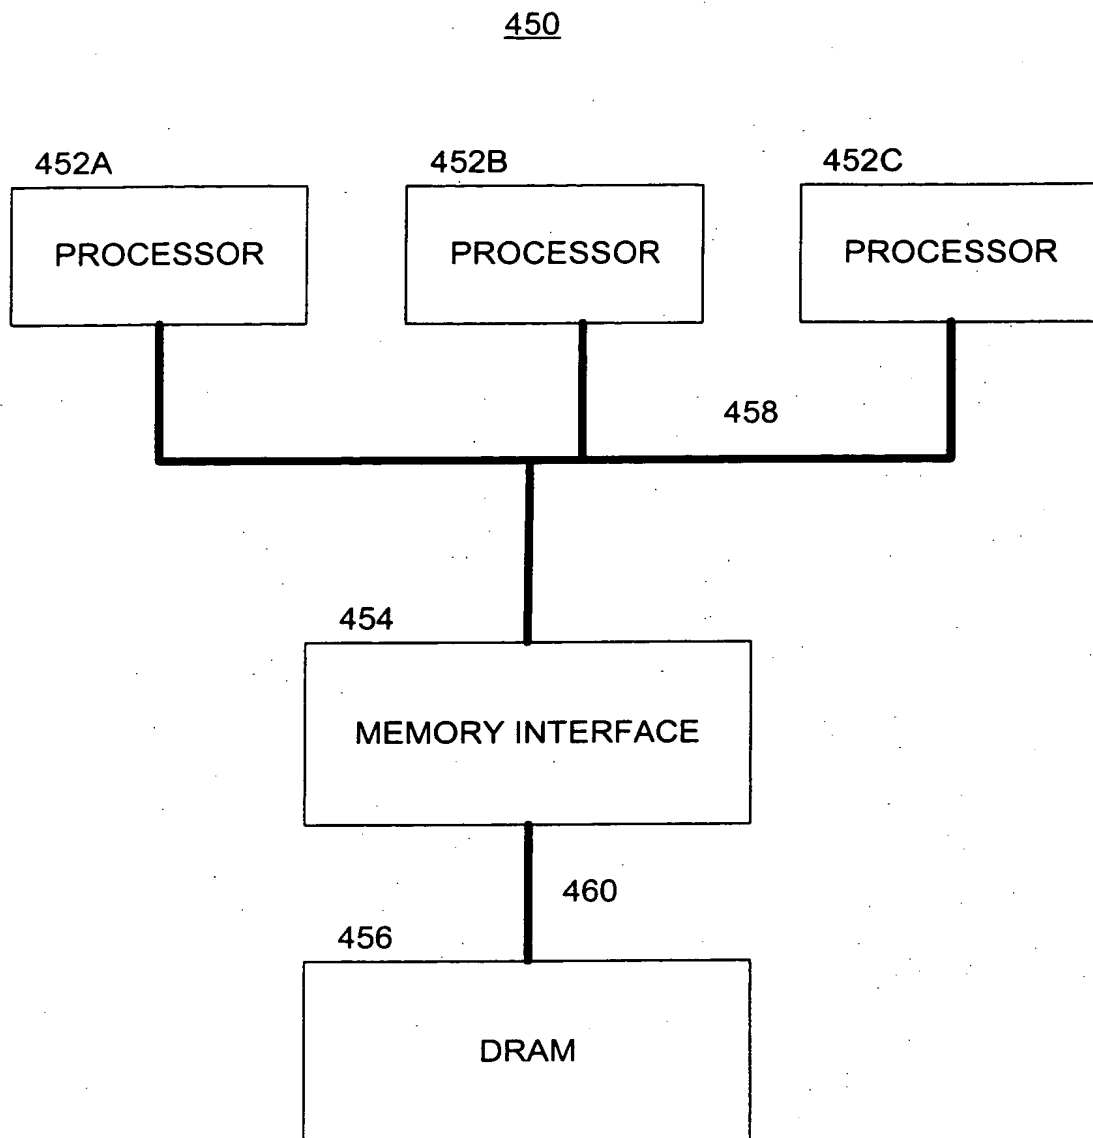 450
452A
452B
452C
PROCESSOR
PROCESSOR
PROCESSOR
458
454
MEMORY INTERFACE
460
456
DRAM